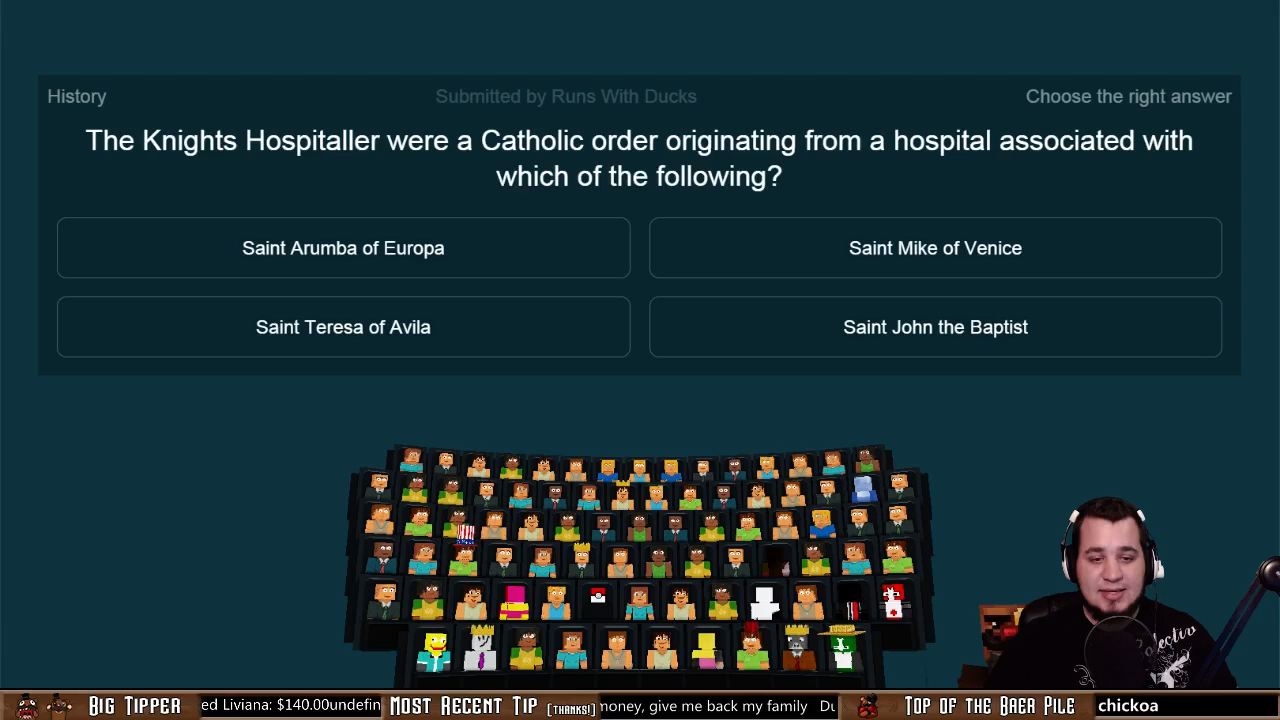 History
Submitted by Runs With Ducks
Choose the right answer
The Knights Hospitaller were a Catholic order originating from a hospital associated with
which of the following?
Saint Arumba of Europa
Saint Mike of Venice
Saint Teresa of Avila
Saint John the Baptist
BIG TIPPER
ed Liviana: $140.00undefin
MOST RECENT TIP [THANKS!]
money, give me back my family Du
TOP OF THE BAER PILE
chickoa